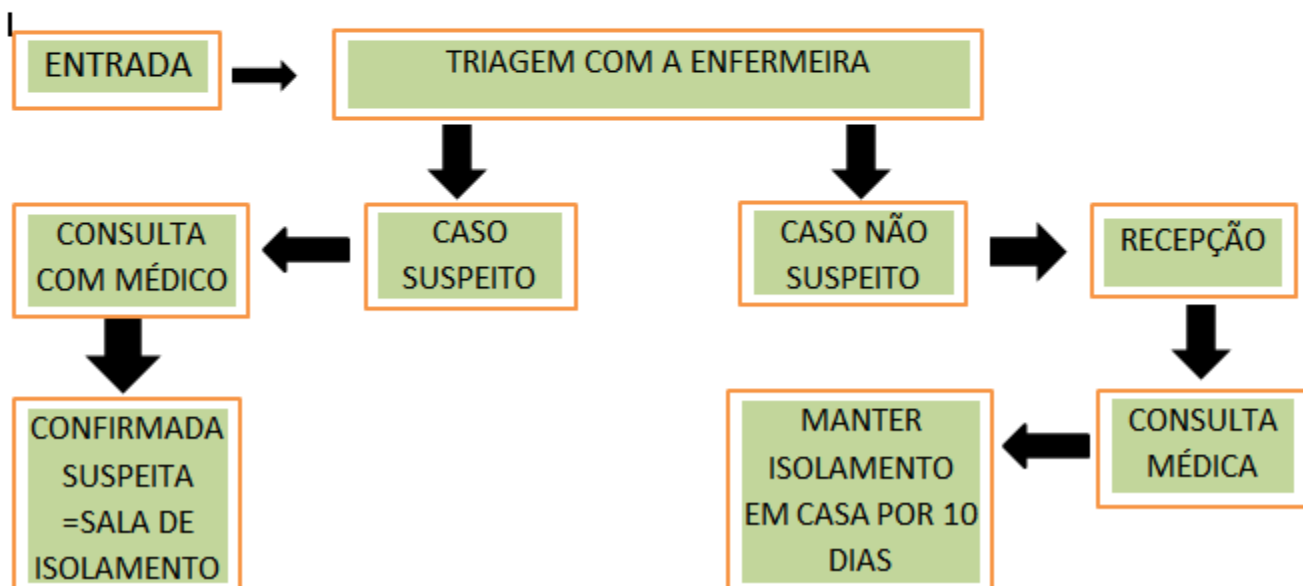 ENTRADA
TRIAGEM COM A ENFERMEIRA
CONSULTA
COM MÉDICO
CASO
SUSPEITO
CASO NÃO
SUSPEITO
RECEPÇÃO
CONFIRMADA
SUSPEITA
=SALA DE
ISOLAMENTO
MANTER
ISOLAMENTO
EM CASA POR 10
DIAS
CONSULTA
MÉDICA